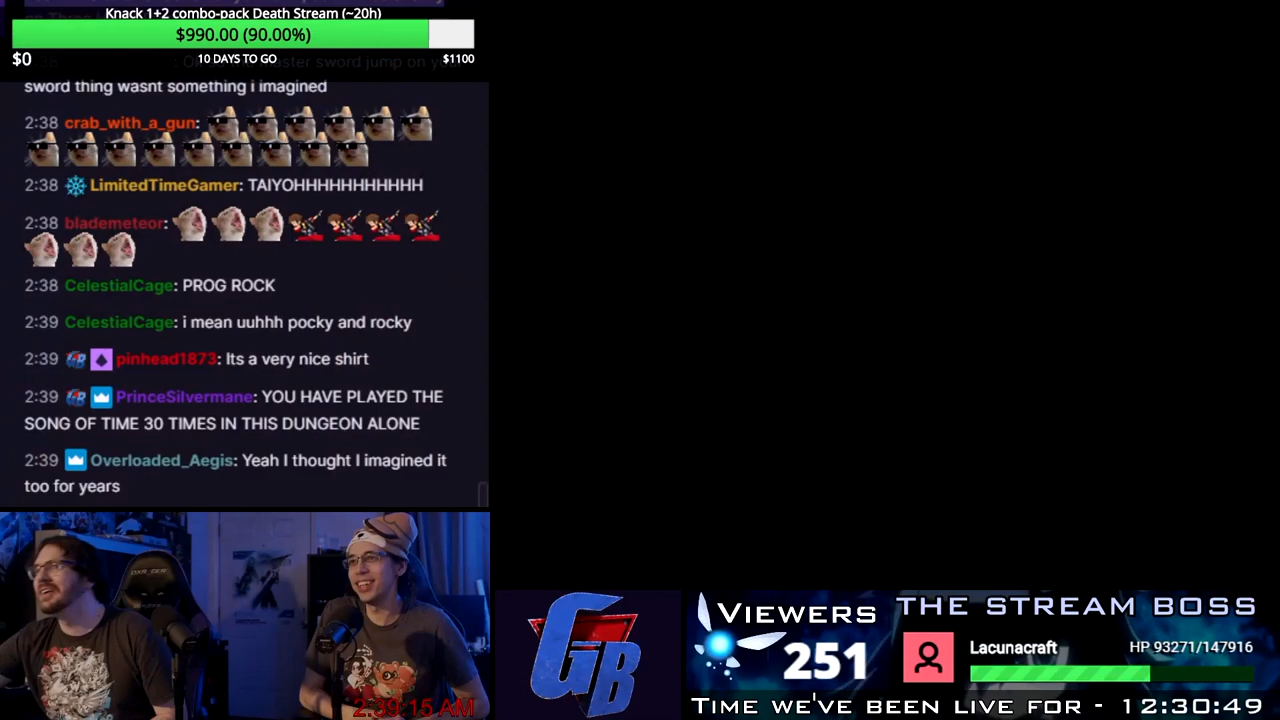 Knack 1+2 combo-pack Death Stream (~20h)
$990.00 (90.00%)
$0 10 DAYS TO GO $1100
sword jump on
sword thing wasnt something i imagined
2:38 crab_with_a_gun:
2:38 LimitedTimeGamer: TAIYOHHHHHHHHHHH
2:38 blademeteor:
2:38 CelestialCage: PROG ROCK
2:39 CelestialCage: i mean uuhhh pocky and rocky
2:39 pinhead1873: Its a very nice shirt
2:39 PrinceSilvermane: YOU HAVE PLAYED THE
SONG OF TIME 30 TIMES IN THIS DUNGEON ALONE
2:39 Overloaded_Aegis: Yeah I thought I imagined it
too for years
DXRACER
2:39:15 AM
GB
VIEWERS
251
THE STREAM BOSS
Lacunacraft HP 93271/147916
TIME WE'VE BEEN LIVE FOR - 12:30:49